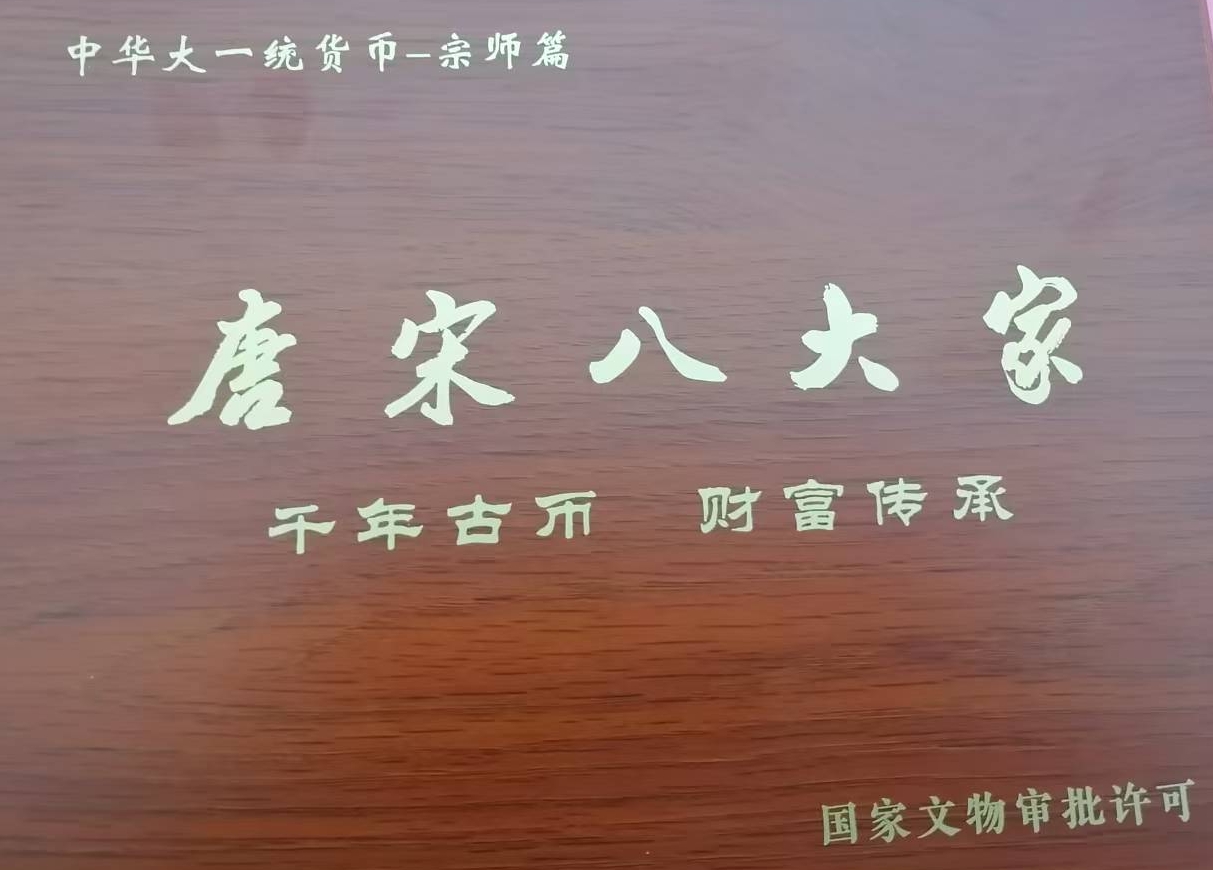 中华大一统货币-宗师篇
唐宋八大家
千年古币 财富传承
国家文物审批许可